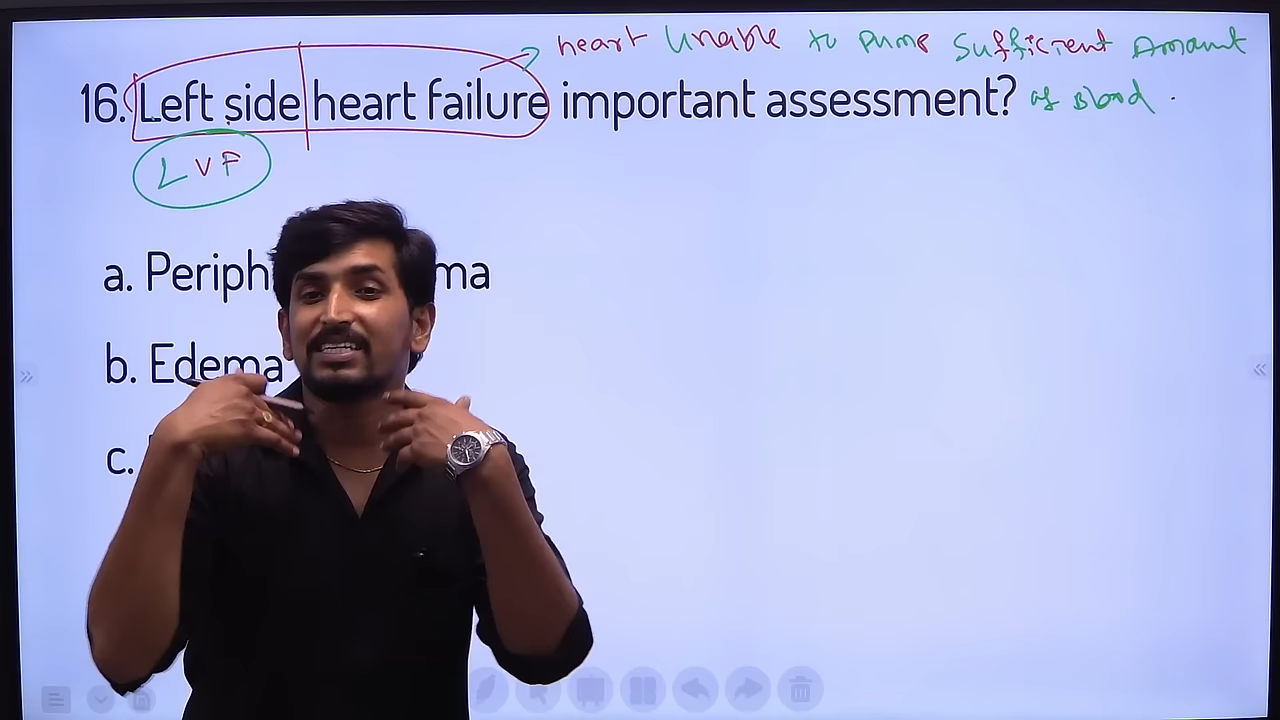 heart Unable to Pump Sufficient Amount
16. Left side heart failure important assessment? of Blood.
LVF
a. Periph ma
b. Edema
c.